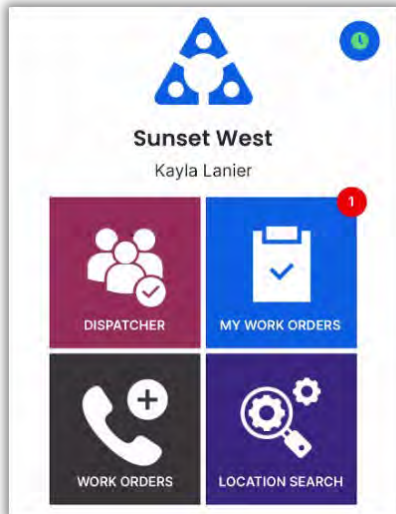 Sunset West
Kayla Lanier
1
DISPATCHER
MY WORK ORDERS
WORK ORDERS
LOCATION SEARCH